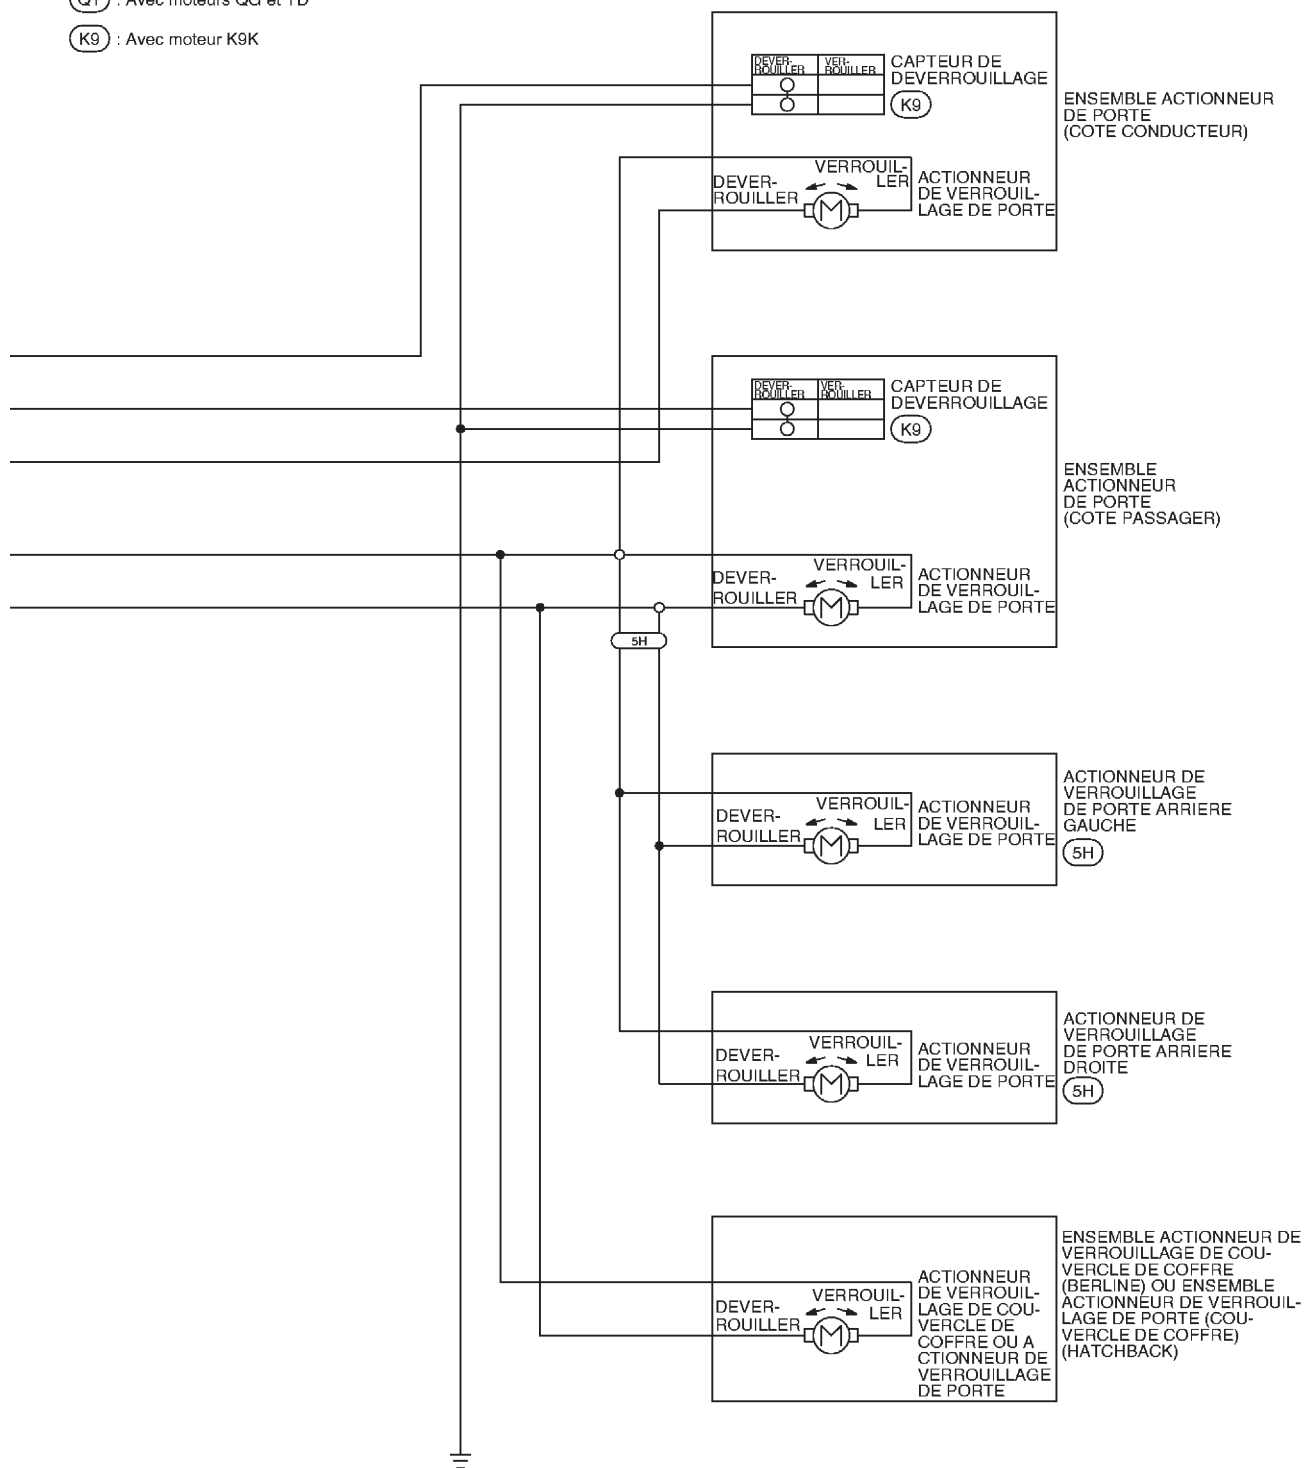 : Avec moteurs QG et YD
K9 : Avec moteur K9K
DEVER-
ROUILLER
VER-
ROUILLER
CAPTEUR DE
DEVERROUILLAGE
K9
ENSEMBLE ACTIONNEUR
DE PORTE
(COTE CONDUCTEUR)
DEVER-
ROUILLER
VERROUIL-
LER
ACTIONNEUR
DE VERROUIL-
LAGE DE PORTE
M
DEVER-
ROUILLER
VER-
ROUILLER
CAPTEUR DE
DEVERROUILLAGE
K9
ENSEMBLE
ACTIONNEUR
DE PORTE
(COTE PASSAGER)
DEVER-
ROUILLER
VERROUIL-
LER
ACTIONNEUR
DE VERROUIL-
LAGE DE PORTE
M
5H
DEVER-
ROUILLER
VERROUIL-
LER
ACTIONNEUR
DE VERROUIL-
LAGE DE PORTE
M
ACTIONNEUR DE
VERROUILLAGE
DE PORTE ARRIERE
GAUCHE
5H
DEVER-
ROUILLER
VERROUIL-
LER
ACTIONNEUR
DE VERROUIL-
LAGE DE PORTE
M
ACTIONNEUR DE
VERROUILLAGE
DE PORTE ARRIERE
DROITE
5H
DEVER-
ROUILLER
VERROUIL-
LER
M
ACTIONNEUR
DE VERROUIL-
LAGE DE COU-
VERCLE DE
COFFRE OU A
CTIONNEUR DE
VERROUILLAGE
DE PORTE
ENSEMBLE ACTIONNEUR DE
VERROUILLAGE DE COU-
VERCLE DE COFFRE
(BERLINE) OU ENSEMBLE
ACTIONNEUR DE VERROUIL-
LAGE DE PORTE (COU-
VERCLE DE COFFRE)
(HATCHBACK)